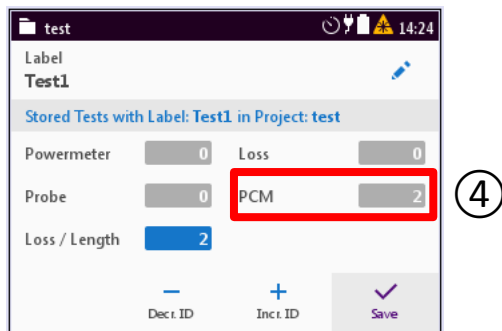 test 14:24
Label
Test1
Stored Tests with Label: Test1 in Project: test
Powermeter 0 Loss 0
Probe 0 PCM 2 ④
Loss / Length 2
Decr. ID Incr. ID Save